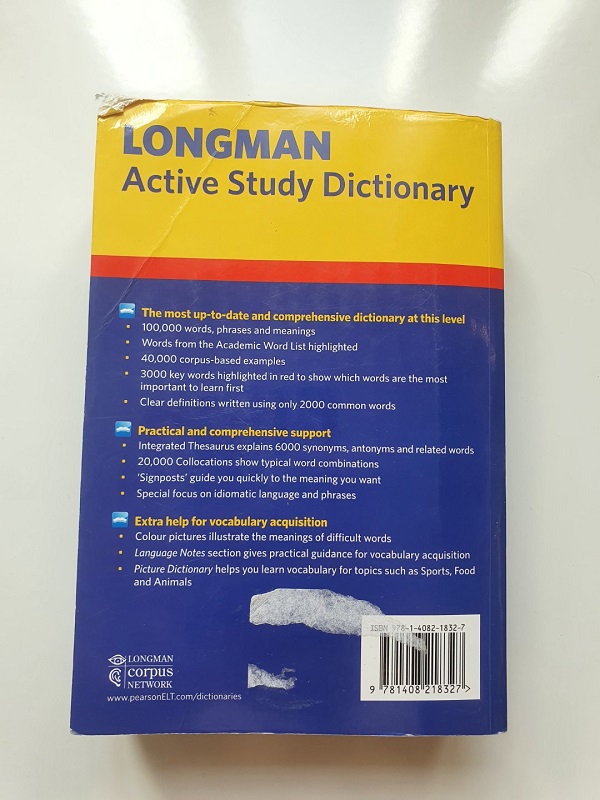 LONGMAN
Active Study Dictionary
The most up-to-date and comprehensive dictionary at this level
• 100,000 words, phrases and meanings
• Words from the Academic Word List highlighted
• 40,000 corpus-based examples
• 3000 key words highlighted in red to show which words are the most
important to learn first
• Clear definitions written using only 2000 common words
Practical and comprehensive support
• Integrated Thesaurus explains 6000 synonyms, antonyms and related words
• 20,000 Collocations show typical word combinations
• 'Signposts' guide you quickly to the meaning you want
• Special focus on idiomatic language and phrases
Extra help for vocabulary acquisition
• Colour pictures illustrate the meanings of difficult words
• Language Notes section gives practical guidance for vocabulary acquisition
• Picture Dictionary helps you learn vocabulary for topics such as Sports, Food
and Animals
LONGMAN
corpus
NETWORK
www.pearsonELT.com/dictionaries
ISBN 978-1-4082-1832-7
9 781408 218327 >